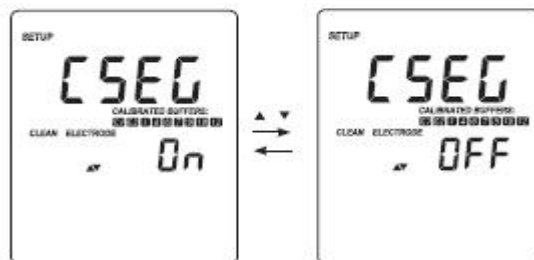 SETUP
CSEG
CALIBRATED BUFFERS:
CLEAN ELECTRODE
On
SETUP
CSEG
CALIBRATED BUFFERS:
CLEAN ELECTRODE
OFF